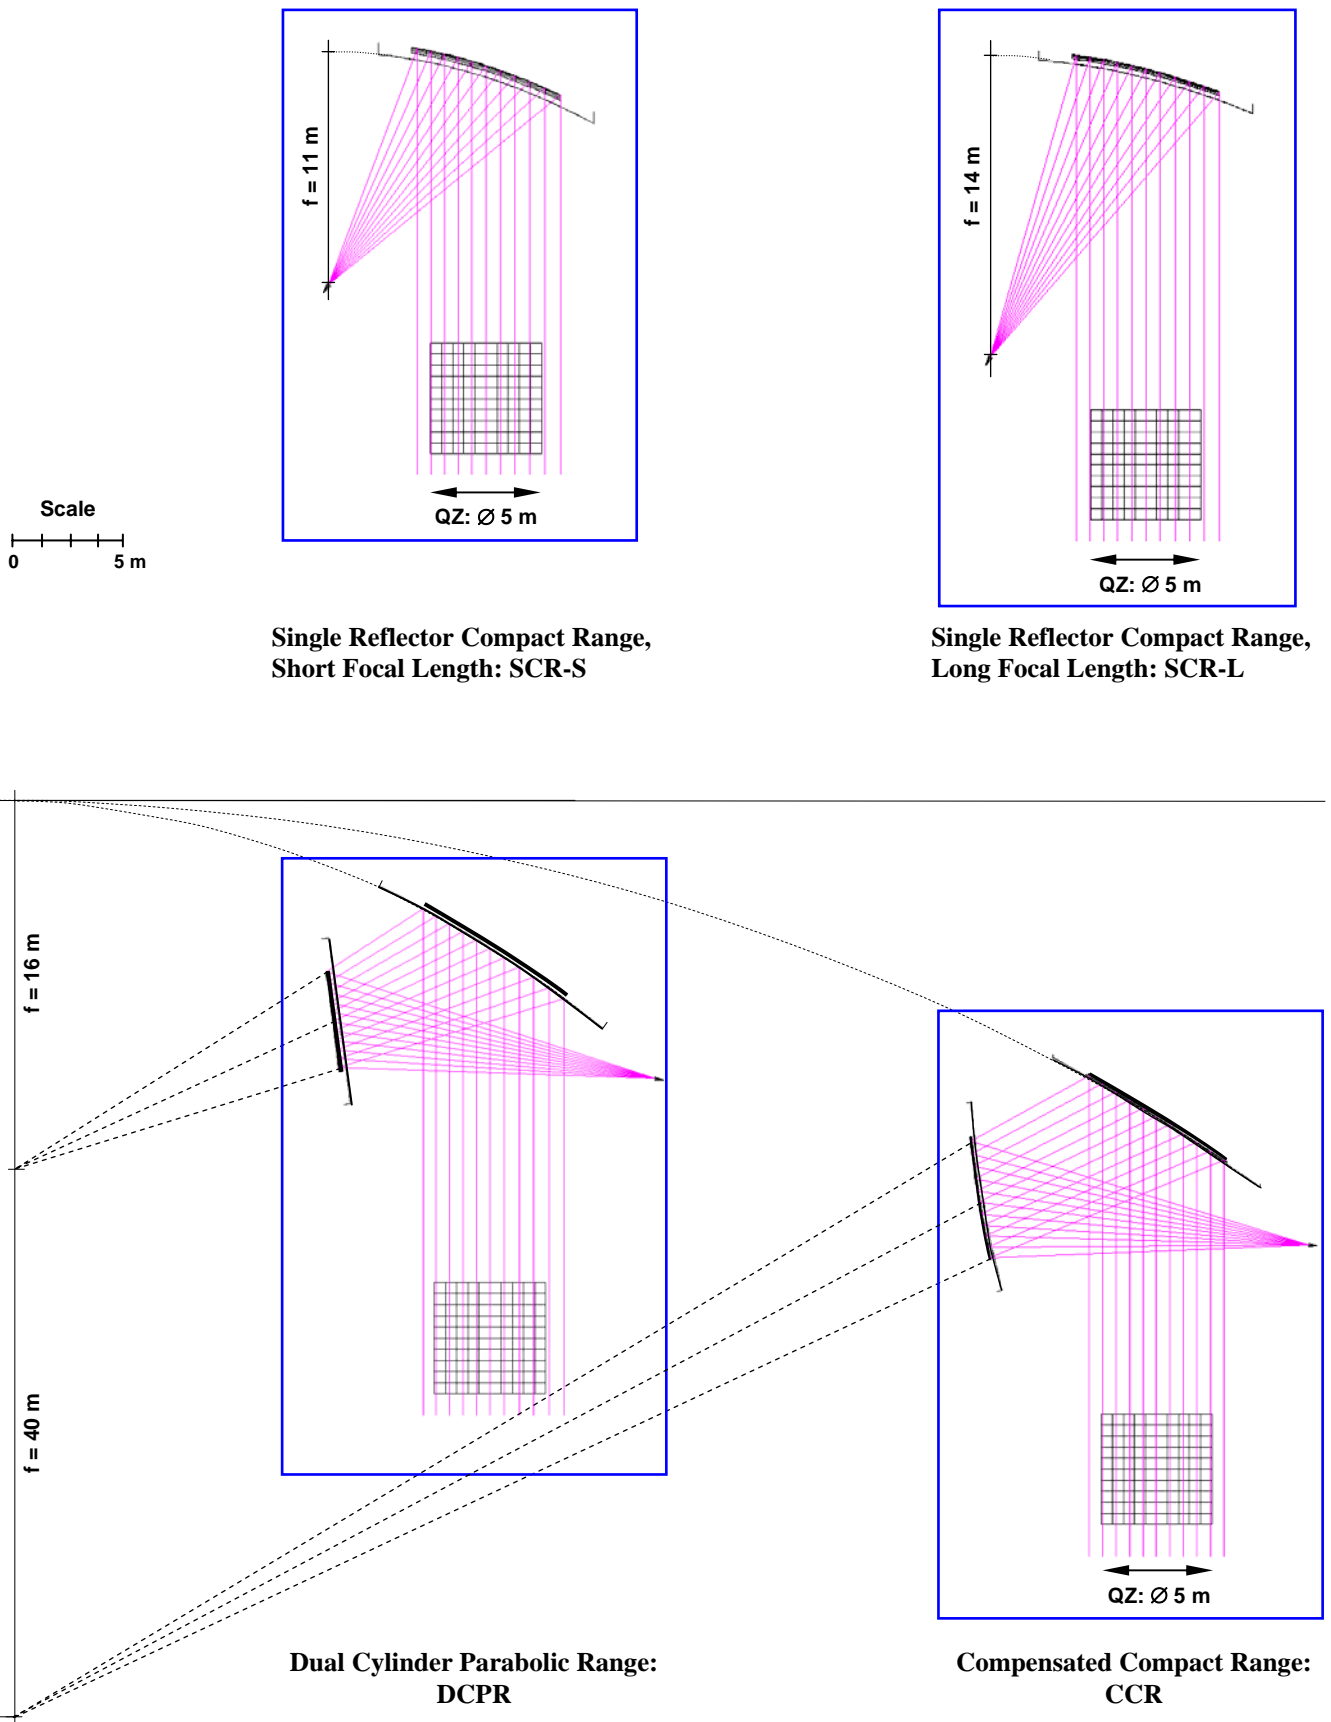 f = 11 m
QZ: Ø 5 m
f = 14 m
QZ: Ø 5 m
Scale
0 5 m
Single Reflector Compact Range,
Short Focal Length: SCR-S
Single Reflector Compact Range,
Long Focal Length: SCR-L
f = 16 m
f = 40 m
QZ: Ø 5 m
Dual Cylinder Parabolic Range:
DCPR
Compensated Compact Range:
CCR